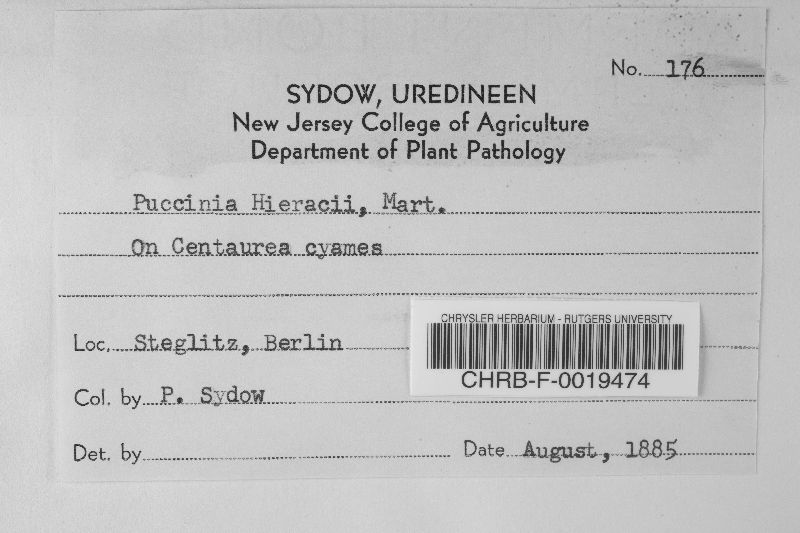 No. 176
SYDOW, UREDINEEN
New Jersey College of Agriculture
Department of Plant Pathology
Puccinia Hieracii, Mart.
On Centaurea cyames
CHRYSLER HERBARIUM - RUTGERS UNIVERSITY
Loc. Steglitz, Berlin
CHRB-F-0019474
Col. by P. Sydow
Det. by Date August, 1885